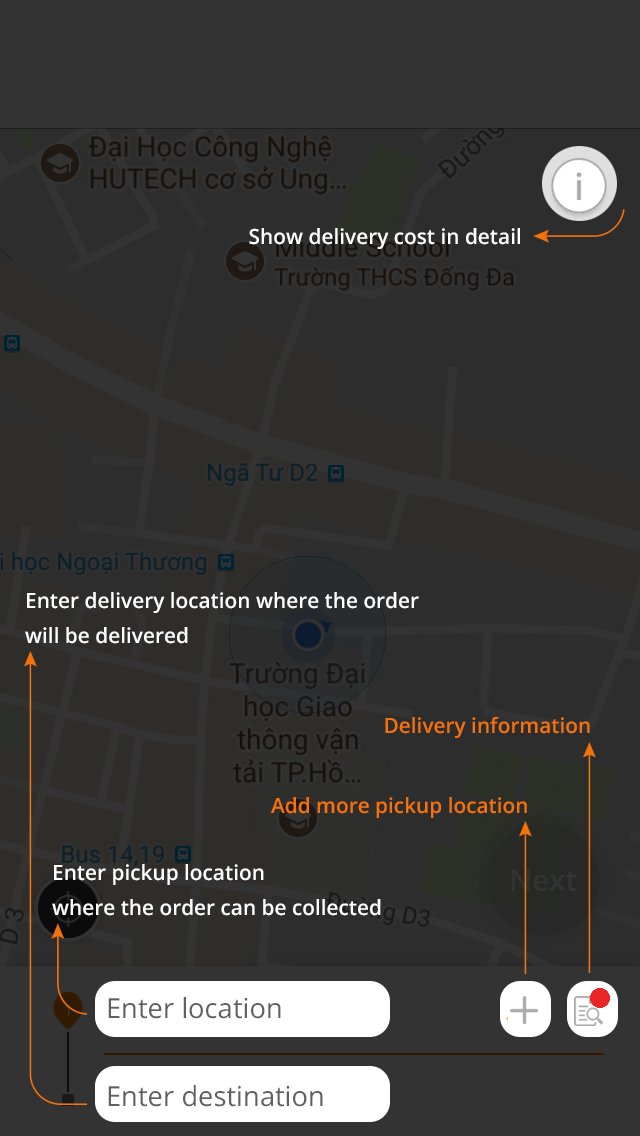 Đại Học Công Nghệ
HUTECH cơ sở Ung...
Đường
i
Show delivery cost in detail
Middle School
Trường THCS Đống Đa
Ngã Tư D2
i học Ngoại Thương
Enter delivery location where the order
will be delivered
Trường Đại
học Giao
thông vận
tải TP.Hồ...
Delivery information
Add more pickup location
Bus 14,19
Next
Enter pickup location
where the order can be collected
Đường D3
D3
Enter location
Enter destination